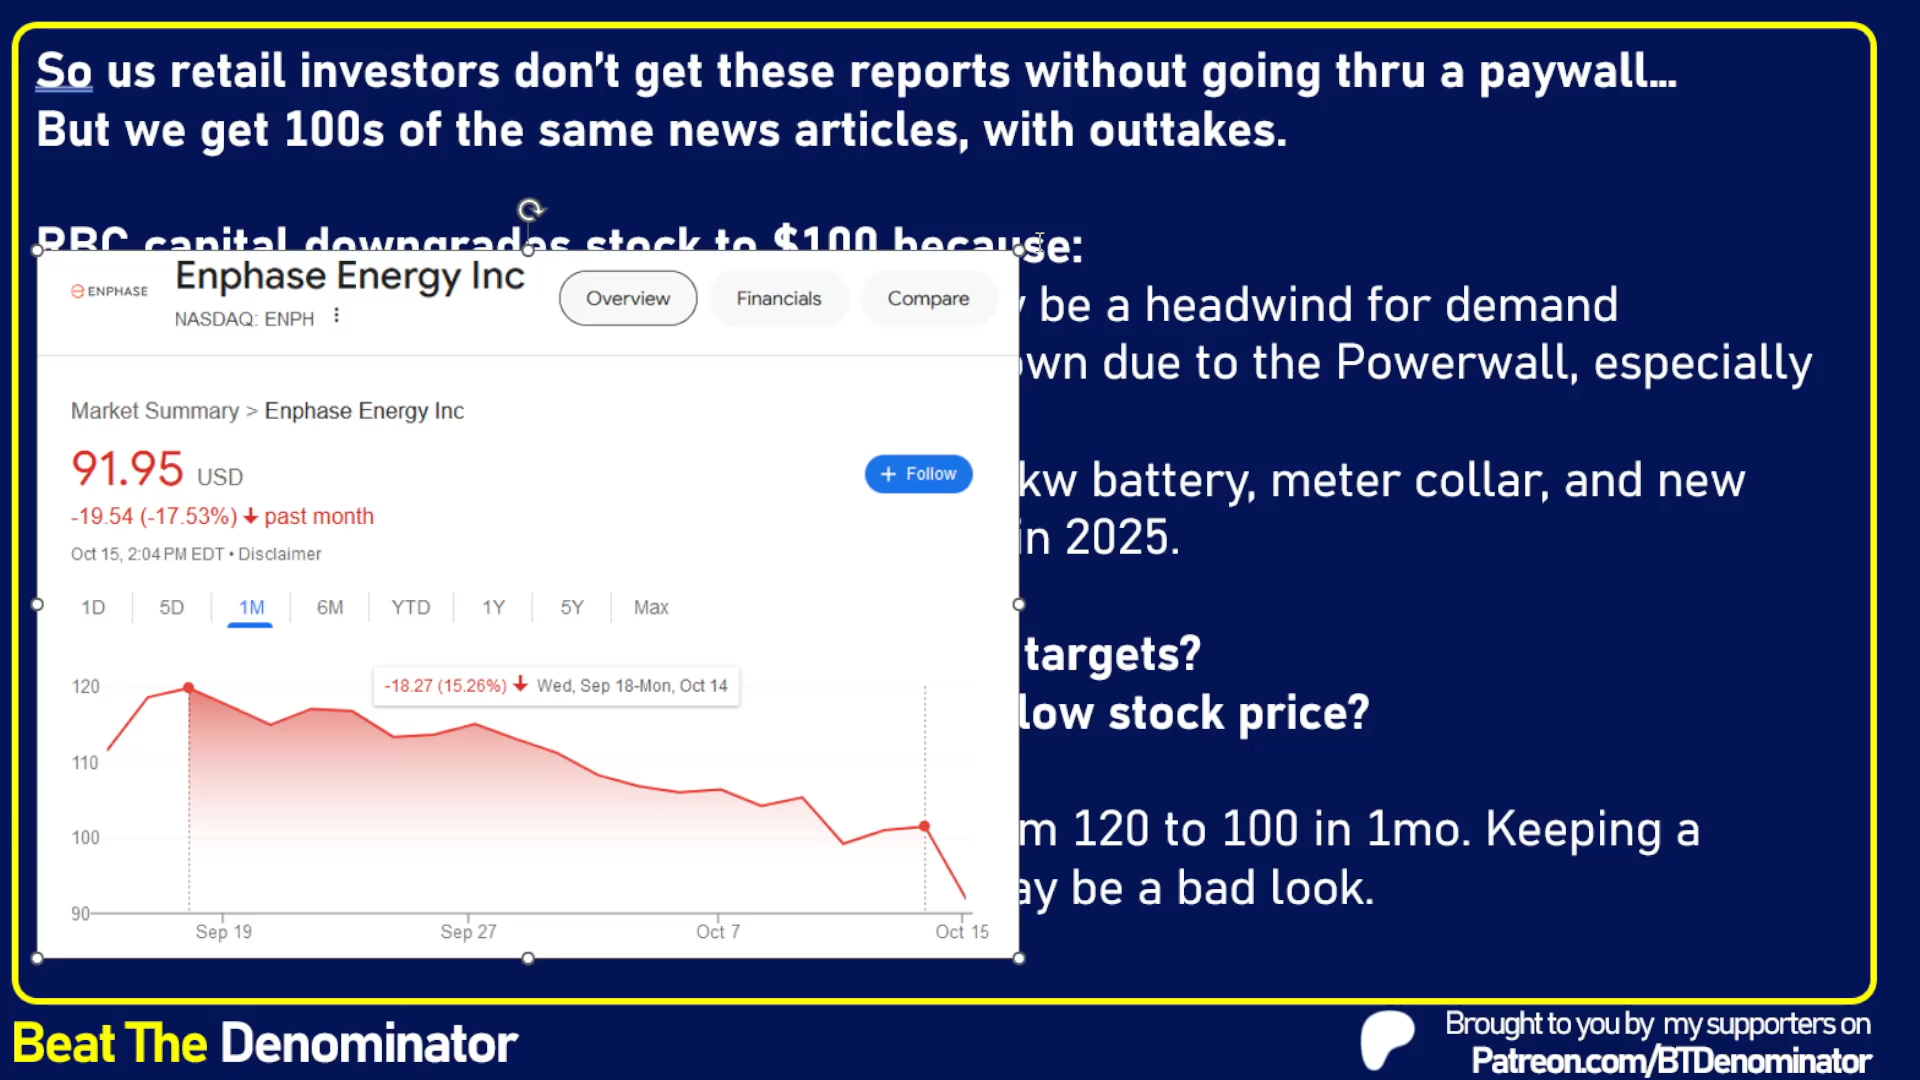 So us retail investors don't get these reports without going thru a paywall...
But we get 100s of the same news articles, with outtakes.
RBC capital downgrades stock to $100 because:
be a headwind for demand
own due to the Powerwall, especially
kw battery, meter collar, and new
in 2025.
targets?
low stock price?
m 120 to 100 in 1mo. Keeping a
ay be a bad look.
ENPHASE
Enphase Energy Inc
NASDAQ: ENPH
Overview
Financials
Compare
Market Summary > Enphase Energy Inc
91.95 USD
+ Follow
-19.54 (-17.53%) ↓ past month
Oct 15, 2:04 PM EDT • Disclaimer
1D 5D 1M 6M YTD 1Y 5Y Max
-18.27 (15.26%) ↓ Wed, Sep 18-Mon, Oct 14
120
110
100
90
Sep 19 Sep 27 Oct 7 Oct 15
Beat The Denominator
Brought to you by my supporters on
Patreon.com/BTDenominator